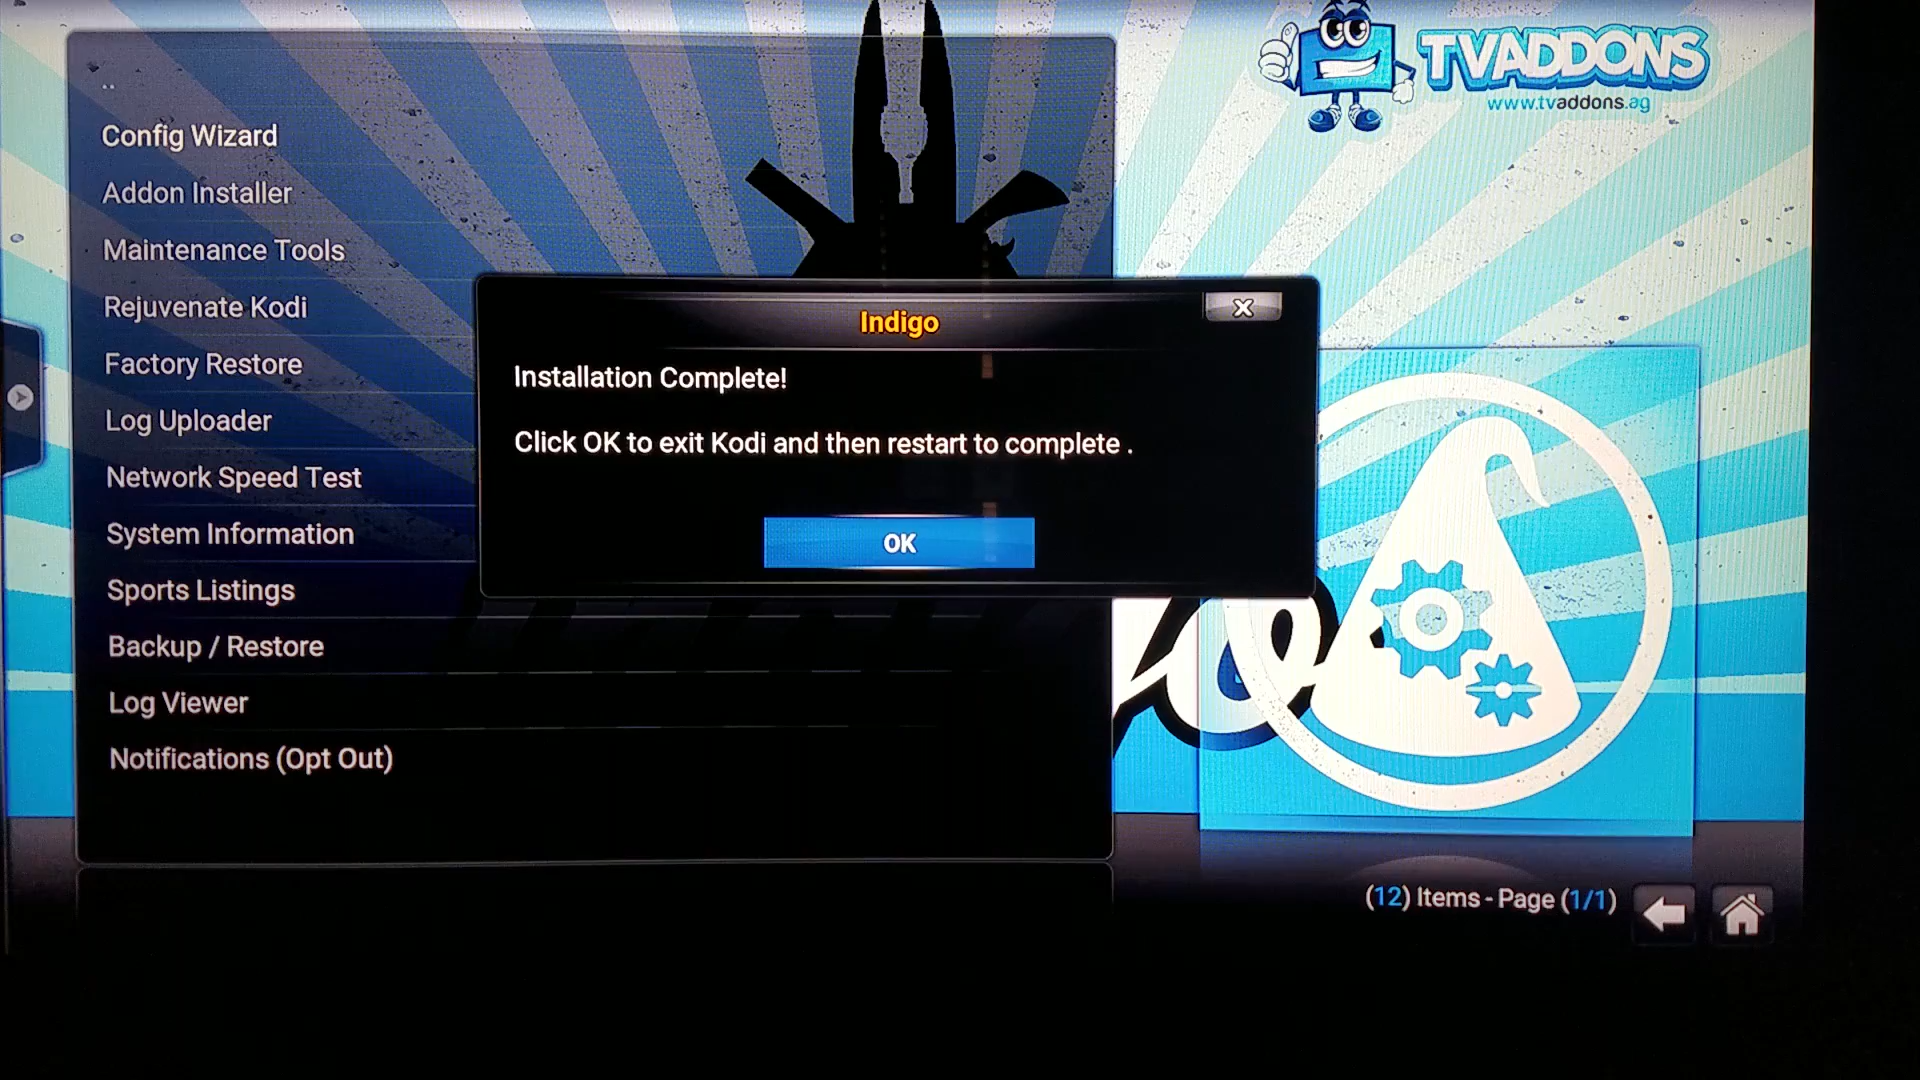 TVADDONS
www.tvaddons.ag
..
Config Wizard
Addon Installer
Maintenance Tools
Rejuvenate Kodi
Factory Restore
Log Uploader
Network Speed Test
System Information
Sports Listings
Backup / Restore
Log Viewer
Notifications (Opt Out)
Indigo
Installation Complete!
Click OK to exit Kodi and then restart to complete .
OK
(12) Items - Page (1/1)